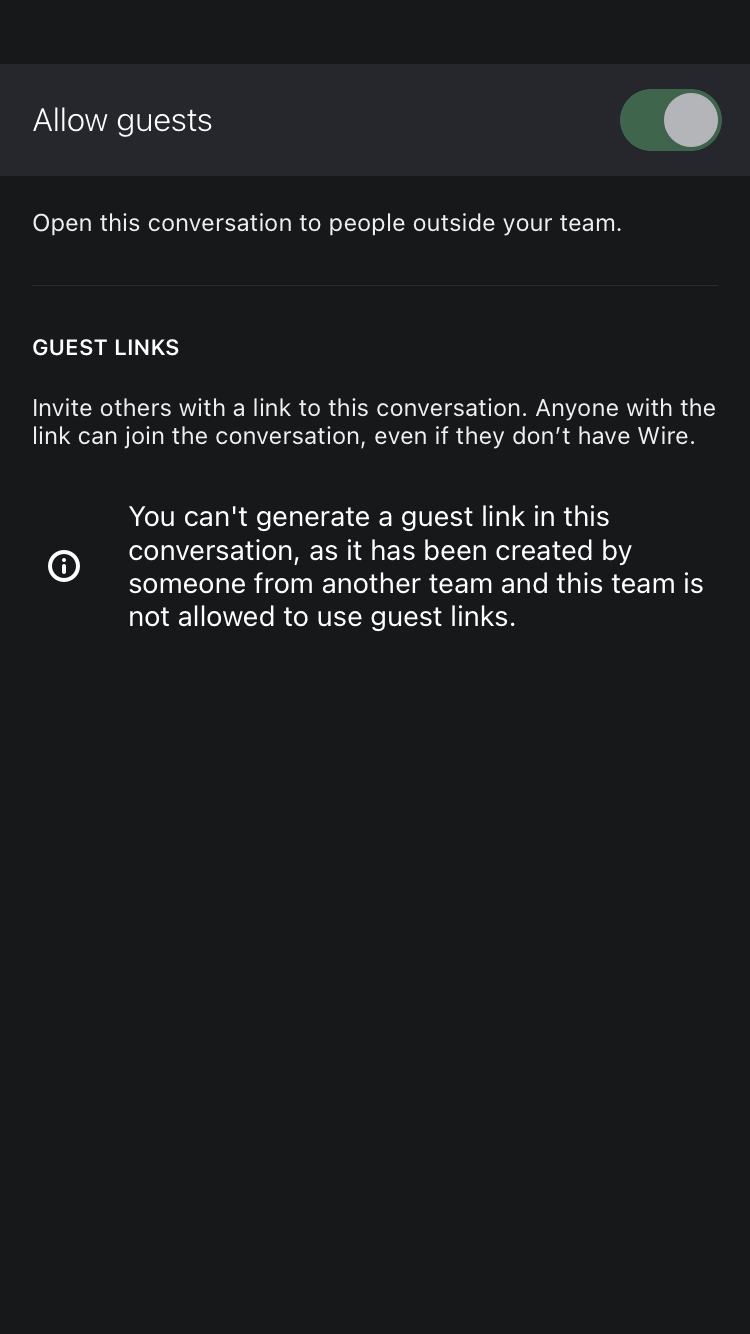 Allow guests
Open this conversation to people outside your team.
GUEST LINKS
Invite others with a link to this conversation. Anyone with the
link can join the conversation, even if they don’t have Wire.
You can't generate a guest link in this
conversation, as it has been created by
someone from another team and this team is
not allowed to use guest links.